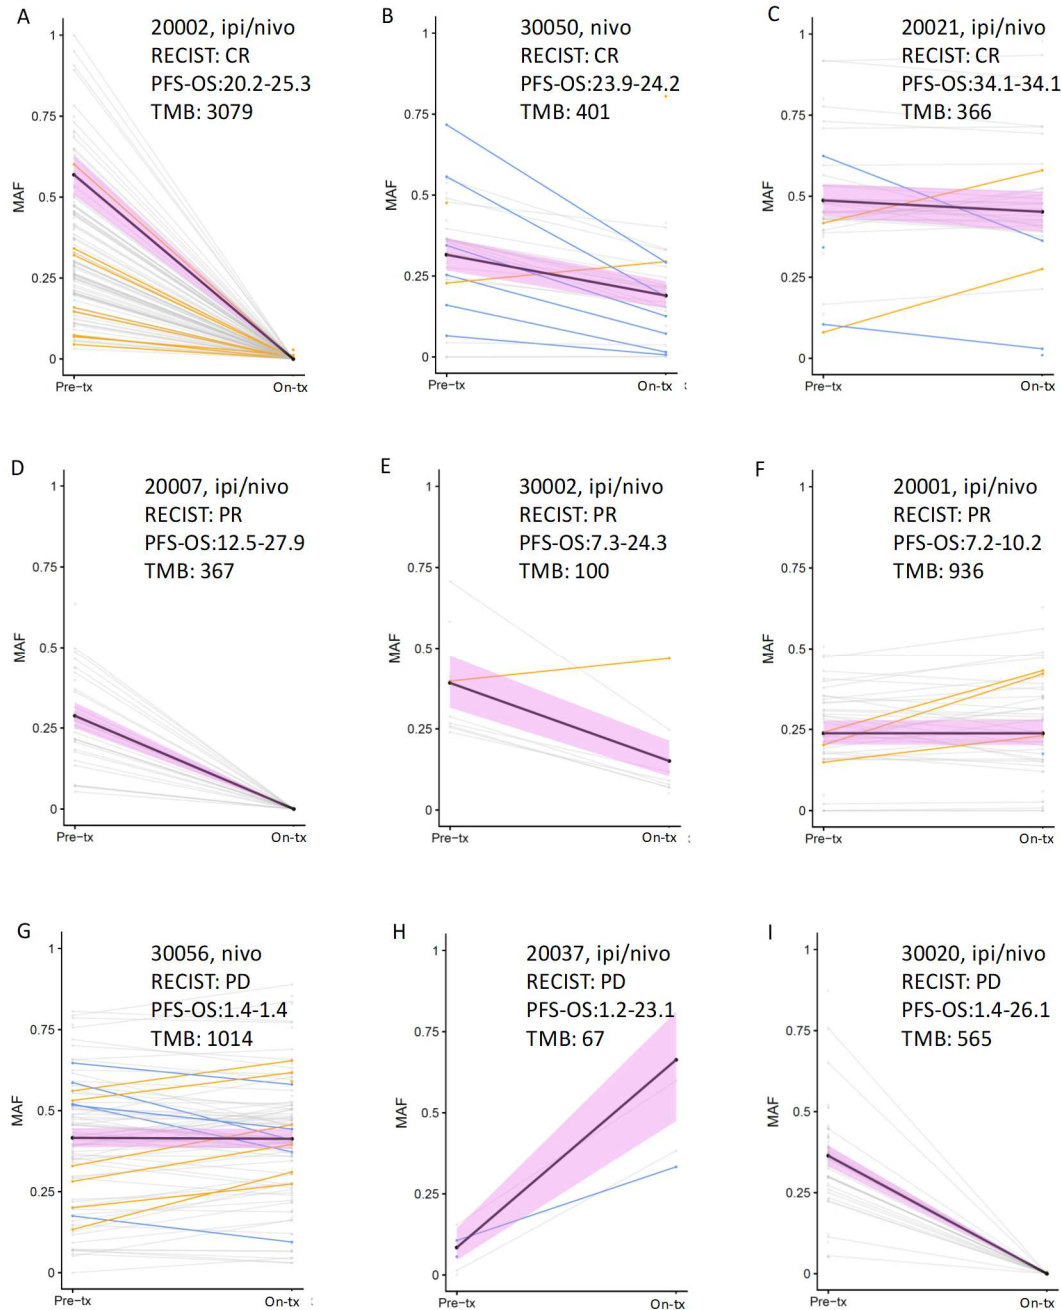 A
20002, ipi/nivo
RECIST: CR
PFS-OS:20.2-25.3
TMB: 3079
1
0.75
0.5
0.25
0
MAF
Pre-tx
On-tx
B
30050, nivo
RECIST: CR
PFS-OS:23.9-24.2
TMB: 401
1
0.75
0.5
0.25
0
MAF
Pre-tx
On-tx
C
20021, ipi/nivo
RECIST: CR
PFS-OS:34.1-34.1
TMB: 366
1
0.75
0.5
0.25
0
MAF
Pre-tx
On-tx
D
20007, ipi/nivo
RECIST: PR
PFS-OS:12.5-27.9
TMB: 367
1
0.75
0.5
0.25
0
MAF
Pre-tx
On-tx
E
30002, ipi/nivo
RECIST: PR
PFS-OS:7.3-24.3
TMB: 100
1
0.75
0.5
0.25
0
MAF
Pre-tx
On-tx
F
20001, ipi/nivo
RECIST: PR
PFS-OS:7.2-10.2
TMB: 936
1
0.75
0.5
0.25
0
MAF
Pre-tx
On-tx
G
30056, nivo
RECIST: PD
PFS-OS:1.4-1.4
TMB: 1014
1
0.75
0.5
0.25
0
MAF
Pre-tx
On-tx
H
20037, ipi/nivo
RECIST: PD
PFS-OS:1.2-23.1
TMB: 67
1
0.75
0.5
0.25
0
MAF
Pre-tx
On-tx
I
30020, ipi/nivo
RECIST: PD
PFS-OS:1.4-26.1
TMB: 565
1
0.75
0.5
0.25
0
MAF
Pre-tx
On-tx